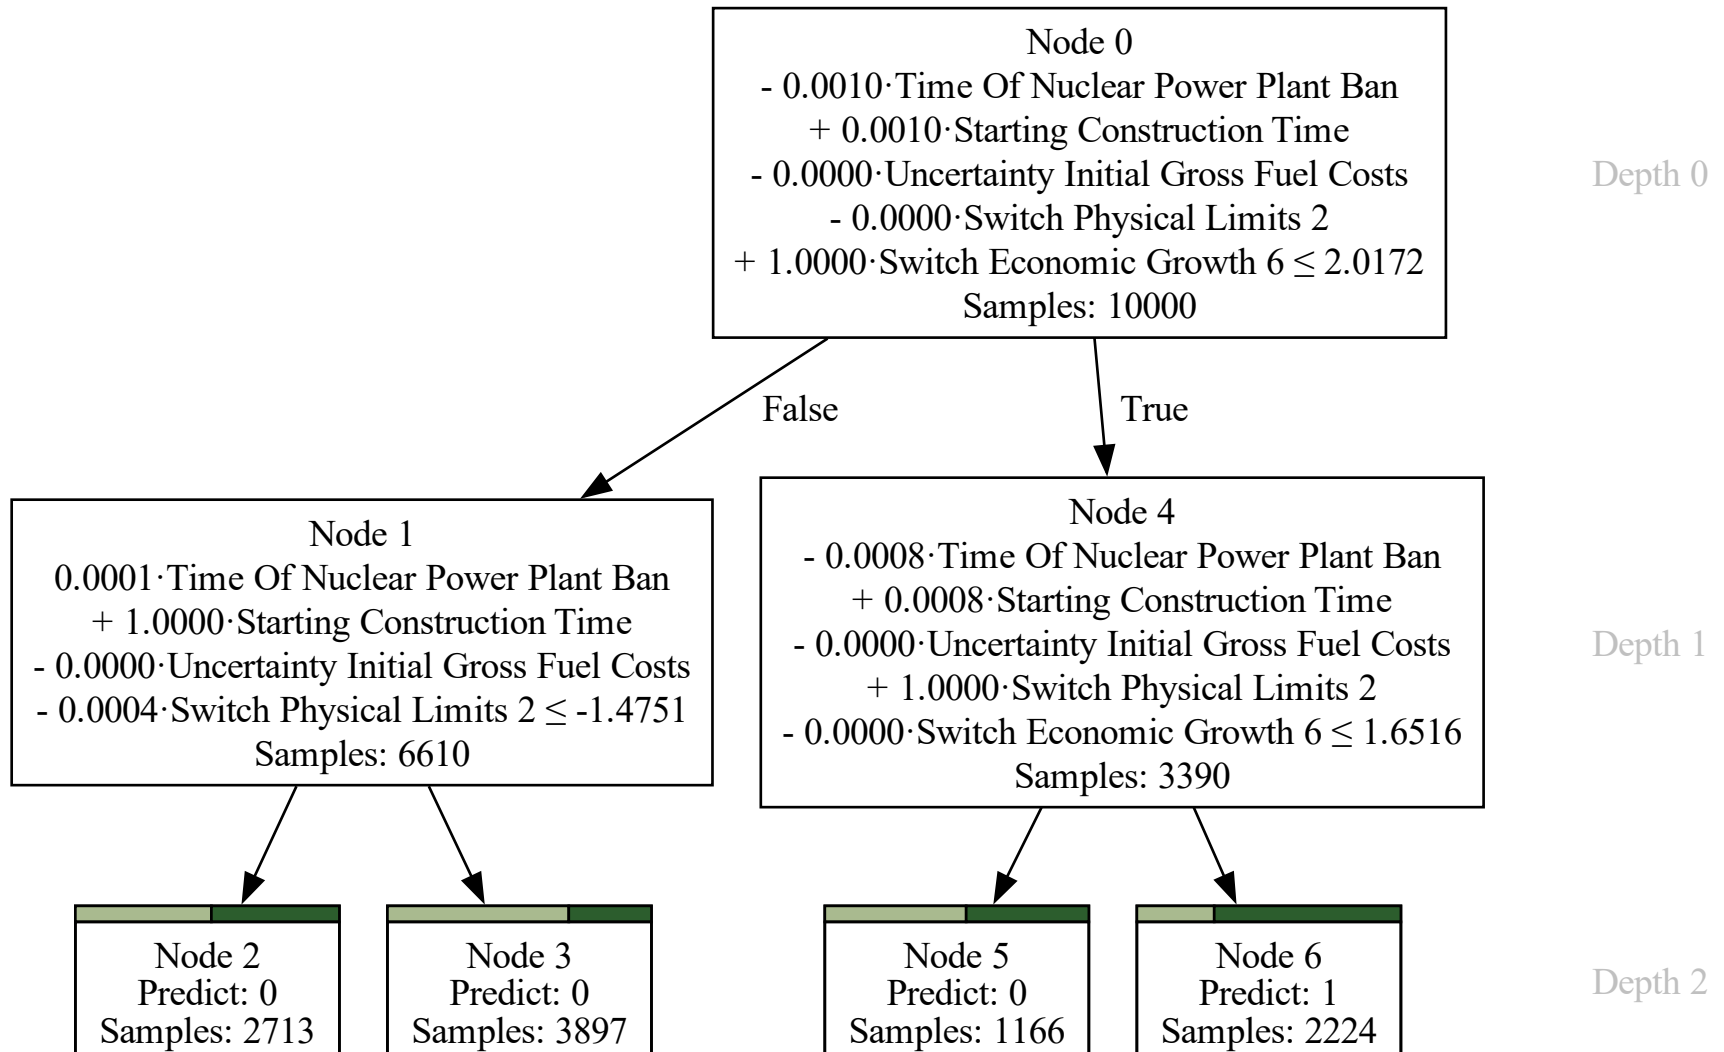 Node 0
- 0.0010·Time Of Nuclear Power Plant Ban
+ 0.0010·Starting Construction Time
- 0.0000·Uncertainty Initial Gross Fuel Costs
- 0.0000·Switch Physical Limits 2
+ 1.0000·Switch Economic Growth 6 ≤ 2.0172
Samples: 10000
Depth 0
False
True
Node 1
0.0001·Time Of Nuclear Power Plant Ban
+ 1.0000·Starting Construction Time
- 0.0000·Uncertainty Initial Gross Fuel Costs
- 0.0004·Switch Physical Limits 2 ≤ -1.4751
Samples: 6610
Node 4
- 0.0008·Time Of Nuclear Power Plant Ban
+ 0.0008·Starting Construction Time
- 0.0000·Uncertainty Initial Gross Fuel Costs
+ 1.0000·Switch Physical Limits 2
- 0.0000·Switch Economic Growth 6 ≤ 1.6516
Samples: 3390
Depth 1
Node 2
Predict: 0
Samples: 2713
Node 3
Predict: 0
Samples: 3897
Node 5
Predict: 0
Samples: 1166
Node 6
Predict: 1
Samples: 2224
Depth 2